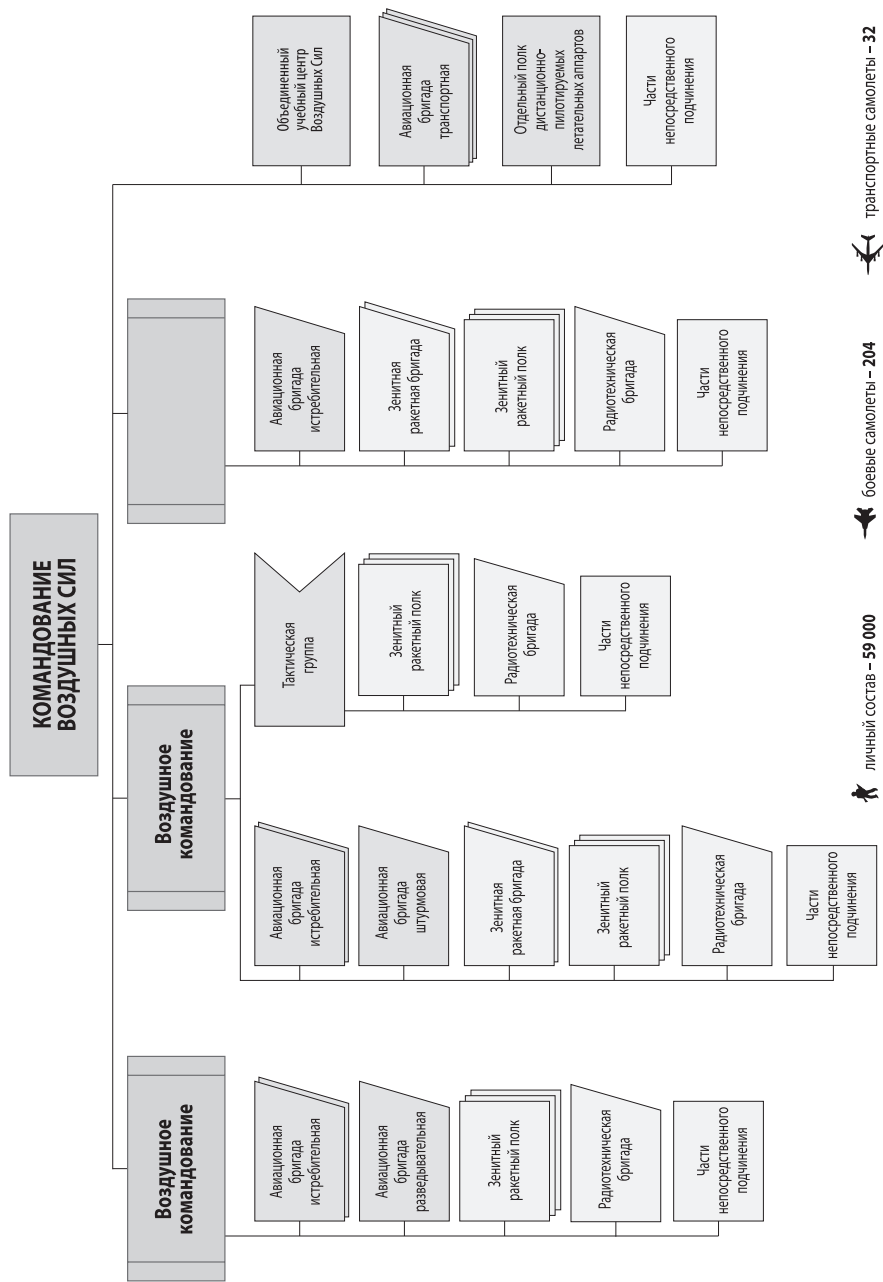 КОМАНДОВАНИЕ
ВОЗДУШНЫХ СИЛ
Воздушное
командование
Авиационная
бригада
истребительная
Авиационная
бригада
разведывательная
Зенитный
ракетный полк
Радиотехническая
бригада
Части
непосредственного
подчинения
Воздушное
командование
Авиационная
бригада
истребительная
Авиационная
бригада
штурмовая
Зенитная
ракетная бригада
Зенитный
ракетный полк
Радиотехническая
бригада
Части
непосредственного
подчинения
Тактическая
группа
Зенитный
ракетный полк
Радиотехническая
бригада
Части
непосредственного
подчинения
Авиационная
бригада
истребительная
Зенитная
ракетная бригада
Зенитный
ракетный полк
Радиотехническая
бригада
Части
непосредственного
подчинения
Объединенный
учебный центр
Воздушных Сил
Авиационная
бригада
транспортная
Отдельный полк
дистанционно-
пилотируемых
летательных аппартов
Части
непосредственного
подчинения
личный состав – 59 000
боевые самолеты – 204
транспортные самолеты – 32